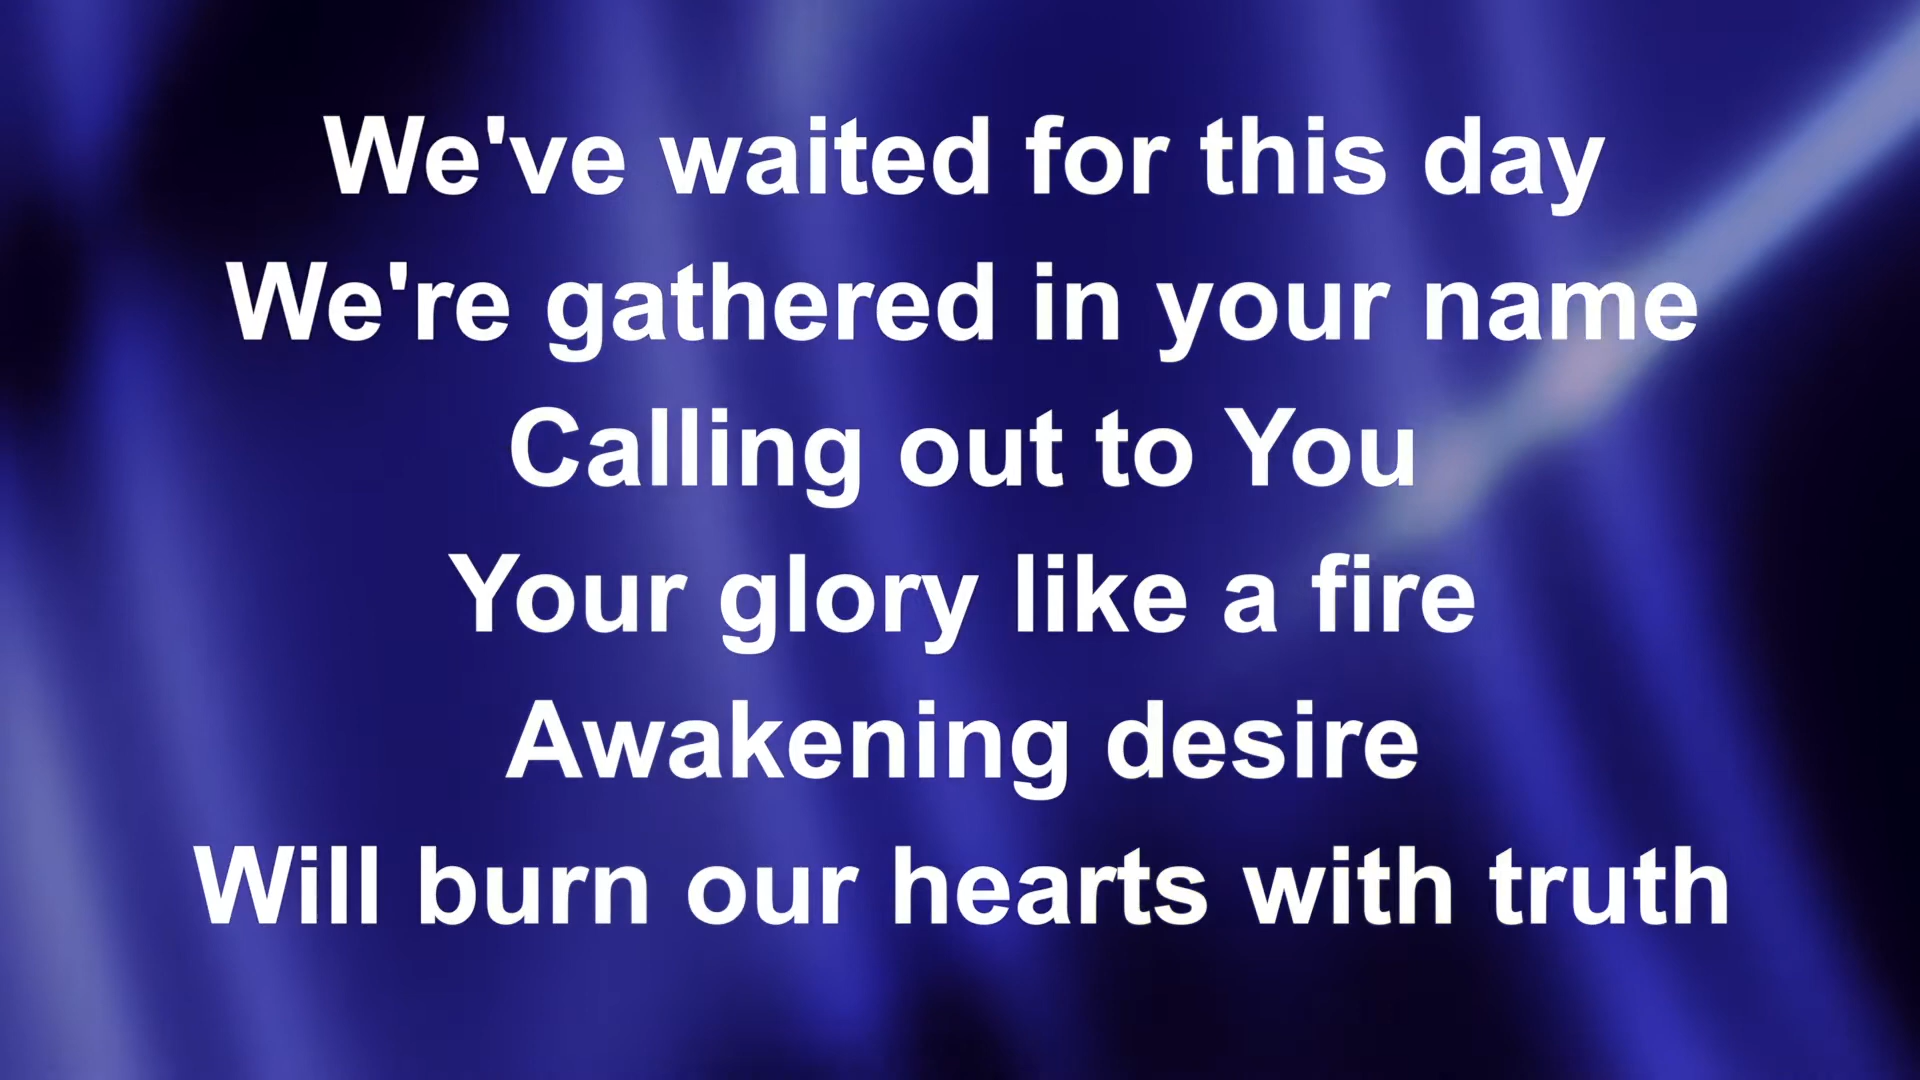 We've waited for this day
We're gathered in your name
Calling out to You
Your glory like a fire
Awakening desire
Will burn our hearts with truth